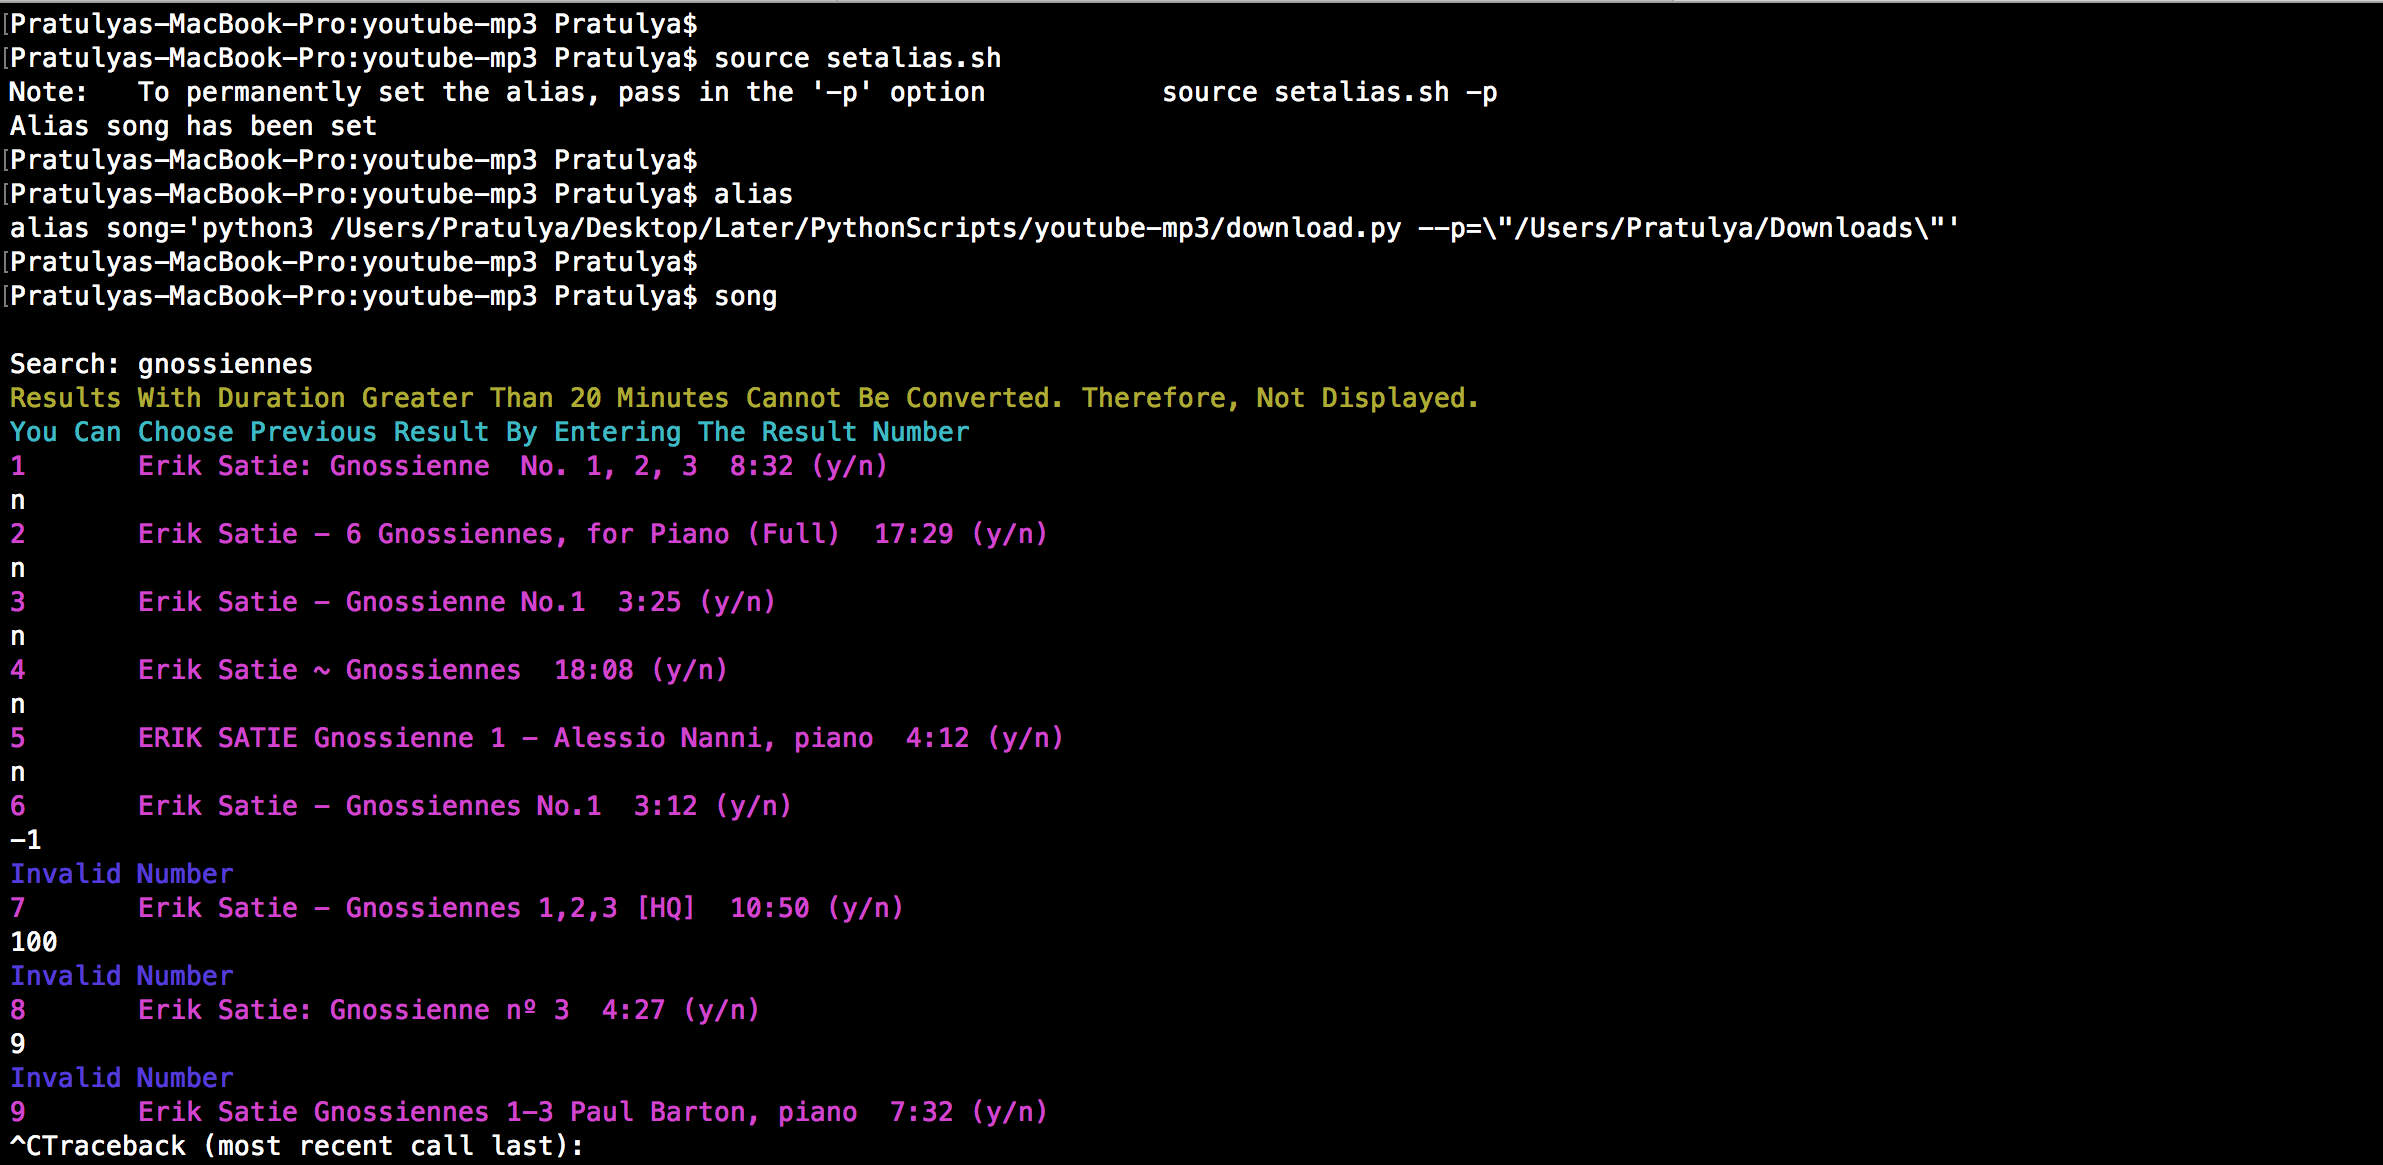 Pratulyas-MacBook-Pro:youtube-mp3 Pratulya$
Pratulyas-MacBook-Pro:youtube-mp3 Pratulya$ source setalias.sh
Note:   To permanently set the alias, pass in the '-p' option           source setalias.sh -p
Alias song has been set
Pratulyas-MacBook-Pro:youtube-mp3 Pratulya$
Pratulyas-MacBook-Pro:youtube-mp3 Pratulya$ alias
alias song='python3 /Users/Pratulya/Desktop/Later/PythonScripts/youtube-mp3/download.py --p=\"/Users/Pratulya/Downloads\"'
Pratulyas-MacBook-Pro:youtube-mp3 Pratulya$
Pratulyas-MacBook-Pro:youtube-mp3 Pratulya$ song
Search: gnossiennes
Results With Duration Greater Than 20 Minutes Cannot Be Converted. Therefore, Not Displayed.
You Can Choose Previous Result By Entering The Result Number
1       Erik Satie: Gnossienne  No. 1, 2, 3  8:32 (y/n)
n
2       Erik Satie - 6 Gnossiennes, for Piano (Full)  17:29 (y/n)
n
3       Erik Satie - Gnossienne No.1  3:25 (y/n)
n
4       Erik Satie ~ Gnossiennes  18:08 (y/n)
n
5       ERIK SATIE Gnossienne 1 - Alessio Nanni, piano  4:12 (y/n)
n
6       Erik Satie - Gnossiennes No.1  3:12 (y/n)
-1
Invalid Number
7       Erik Satie - Gnossiennes 1,2,3 [HQ]  10:50 (y/n)
100
Invalid Number
8       Erik Satie: Gnossienne nº 3  4:27 (y/n)
9
Invalid Number
9       Erik Satie Gnossiennes 1-3 Paul Barton, piano  7:32 (y/n)
^CTraceback (most recent call last):